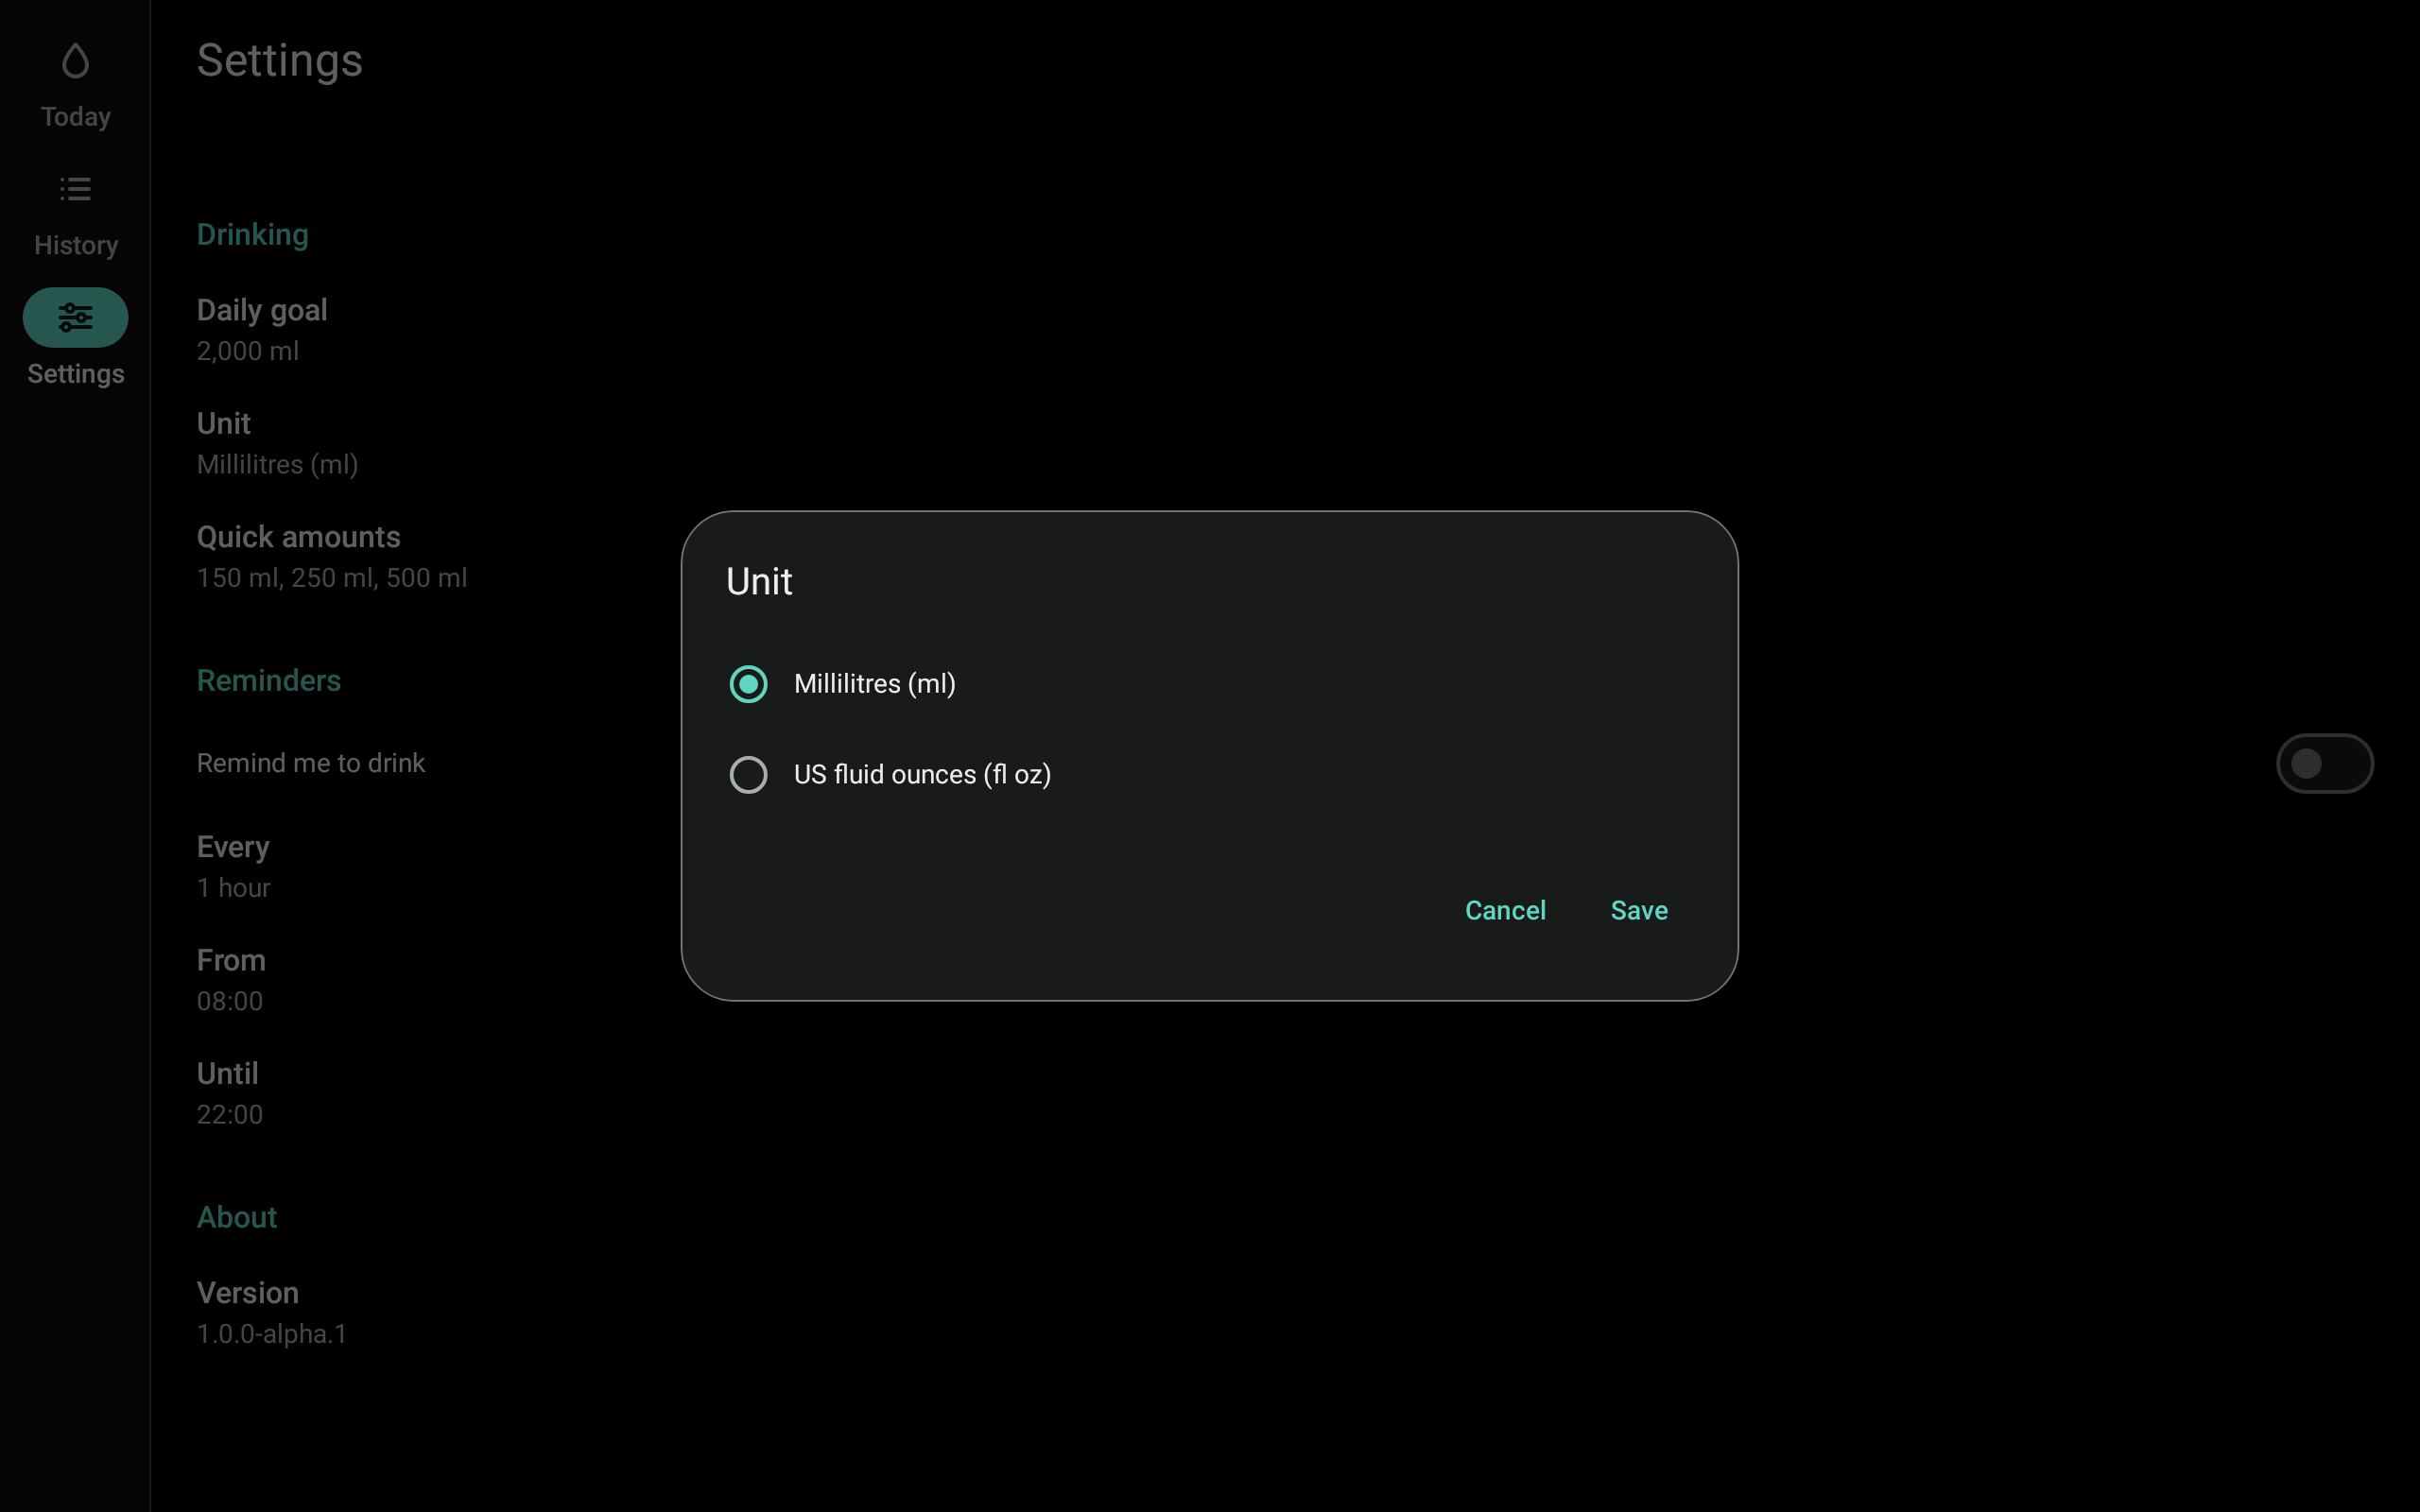 Today
History
Settings
Settings
Drinking
Daily goal
2,000 ml
Unit
Millilitres (ml)
Quick amounts
150 ml, 250 ml, 500 ml
Reminders
Remind me to drink
Every
1 hour
From
08:00
Until
22:00
About
Version
1.0.0-alpha.1
Unit
Millilitres (ml)
US fluid ounces (fl oz)
Cancel
Save